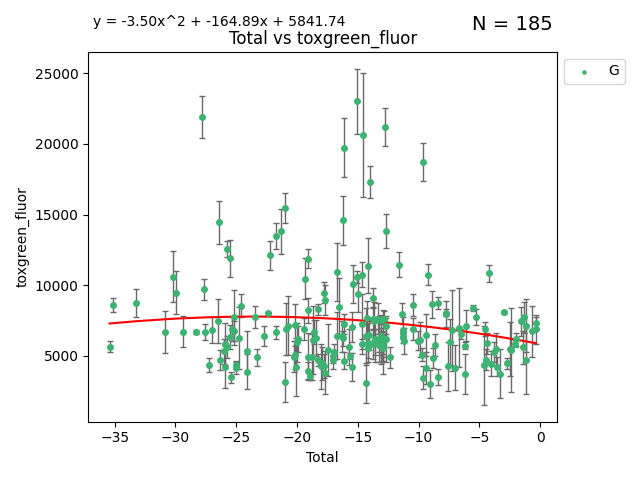 y = -3.50x^2 + -164.89x + 5841.74
N = 185
Total vs toxgreen_fluor
G
25000
20000
15000
10000
5000
toxgreen_fluor
−35 −30 −25 −20 −15 −10 −5 0
Total